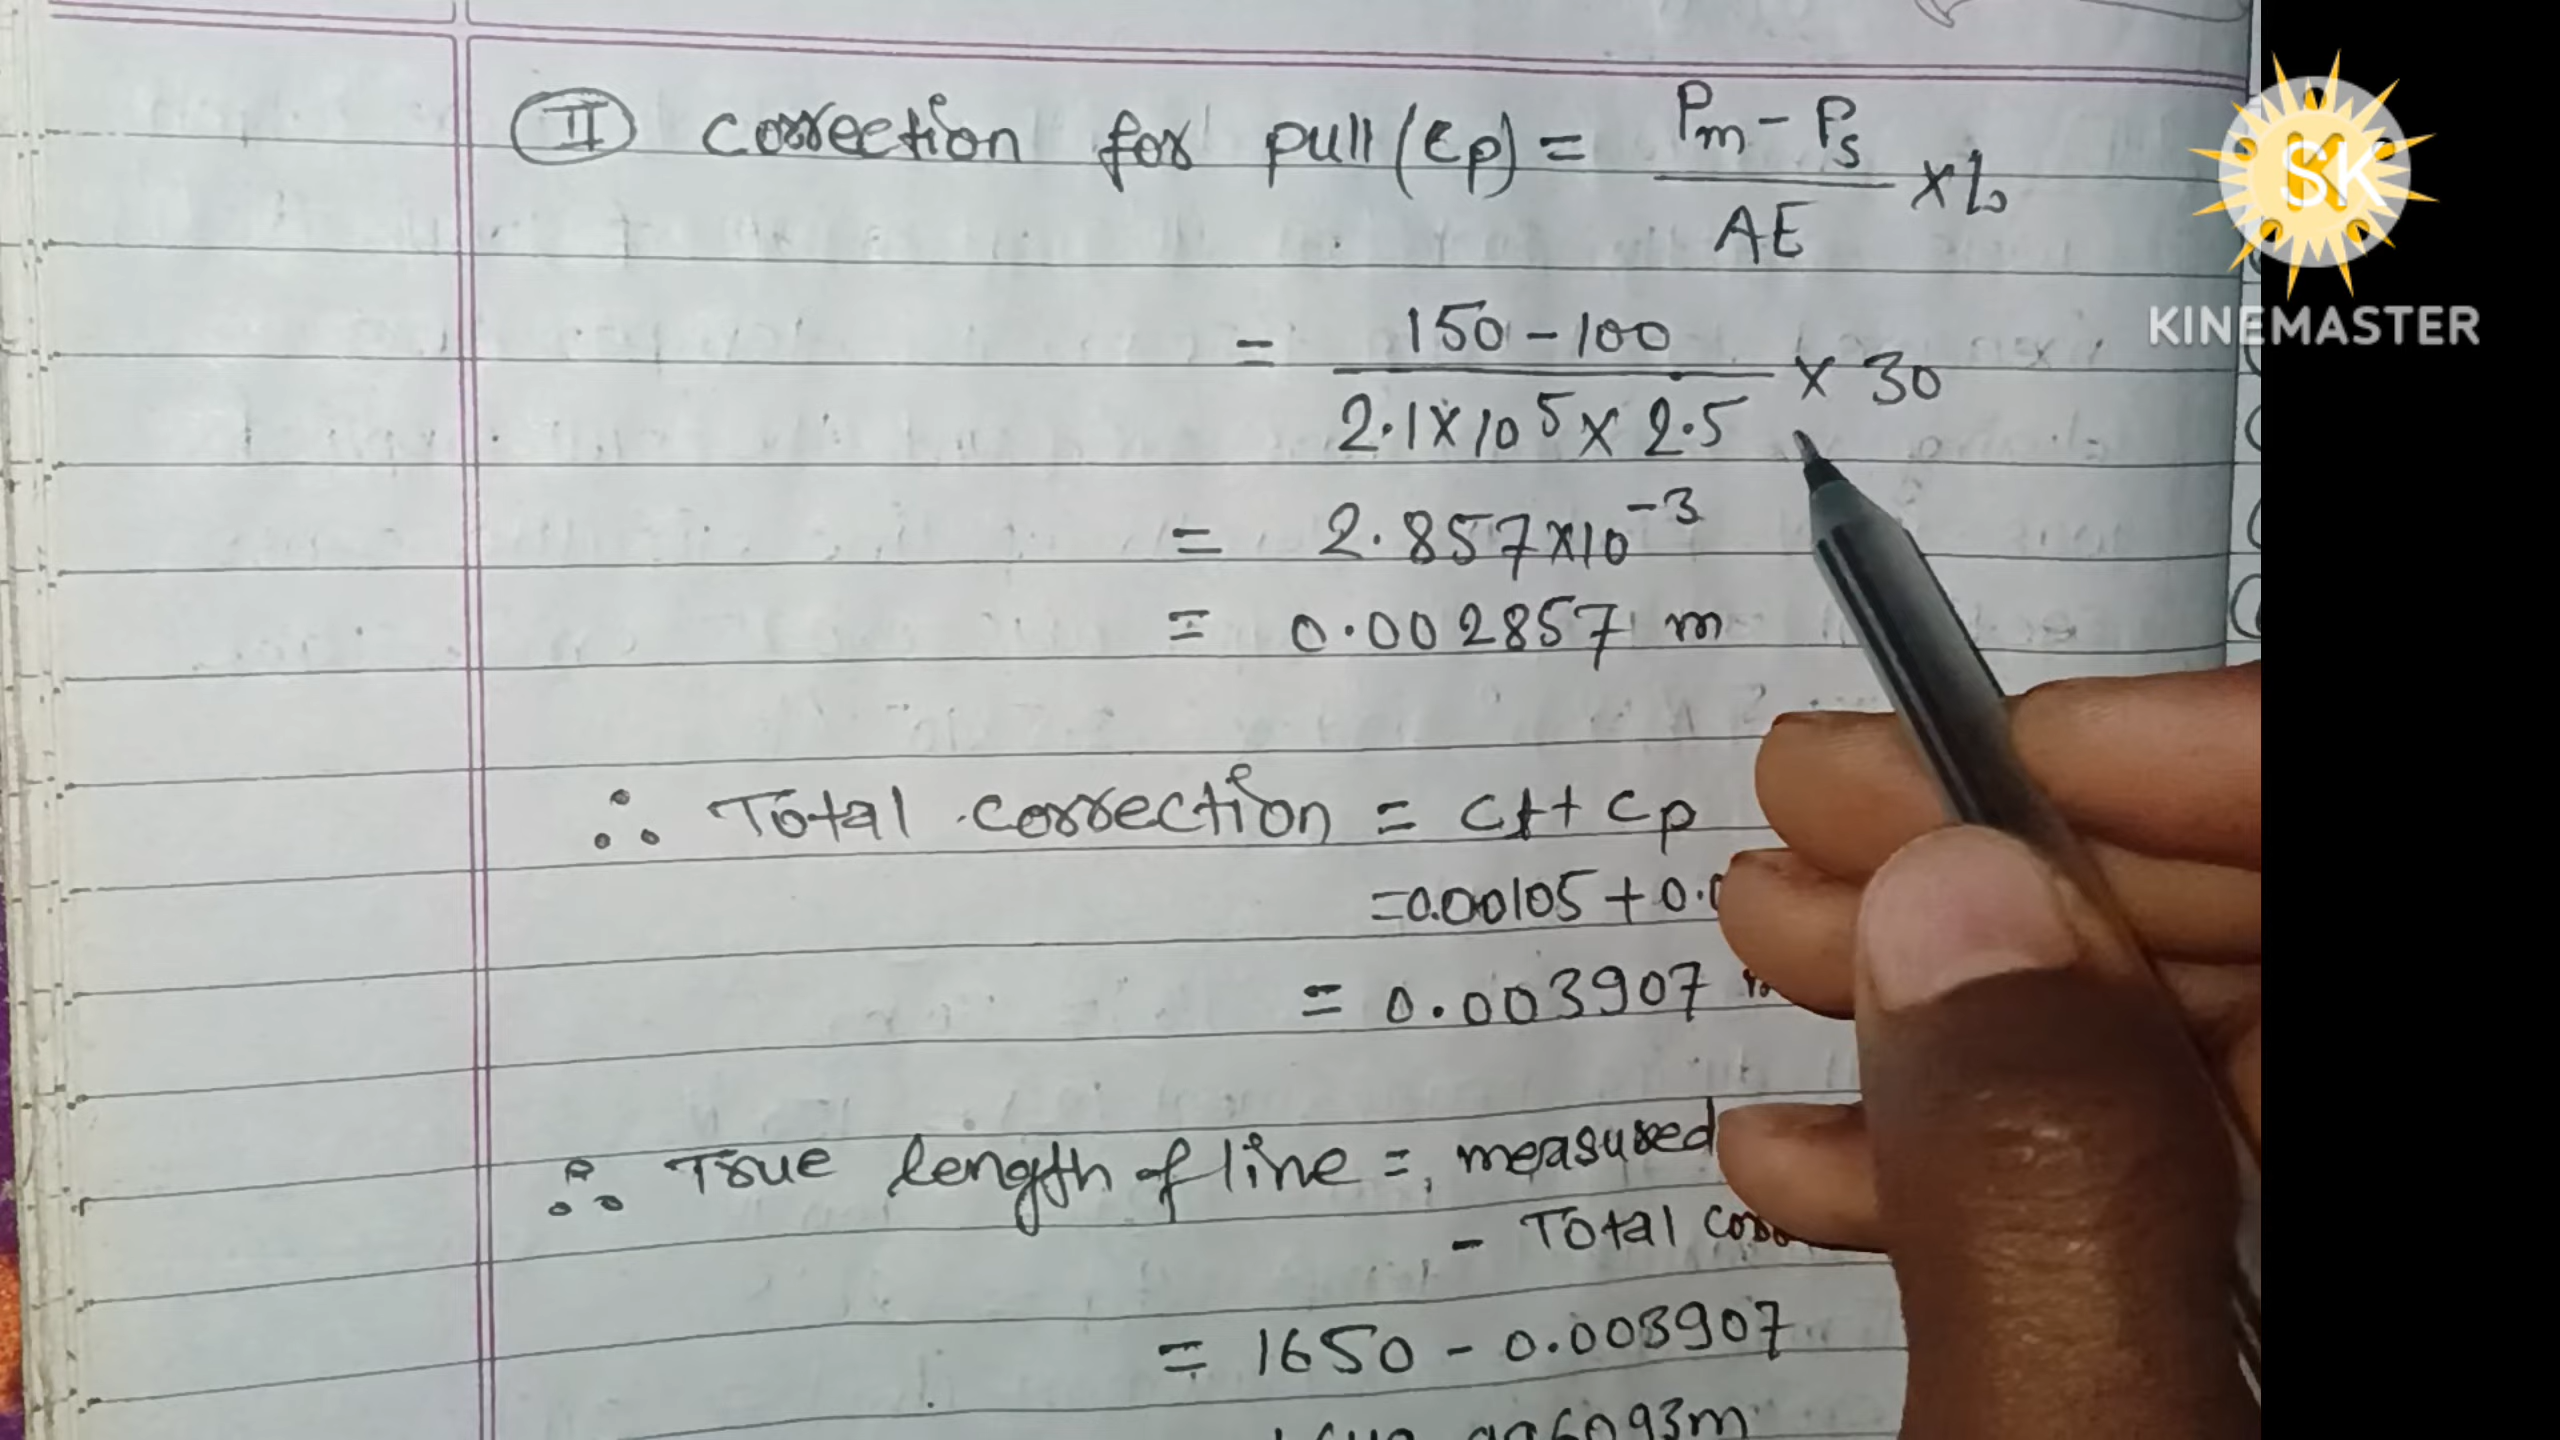 II Correction for pull (Cp) = Pm - Ps / AE × L
= 150 - 100 / 2.1×10^5 × 2.5 × 30
= 2.857×10^-3
= 0.002857 m
∴ Total correction = Ct + Cp
= 0.00105 + 0.0
= 0.003907
∴ True length of line = measured
- Total
= 1650 - 0.003907
SK
KINEMASTER